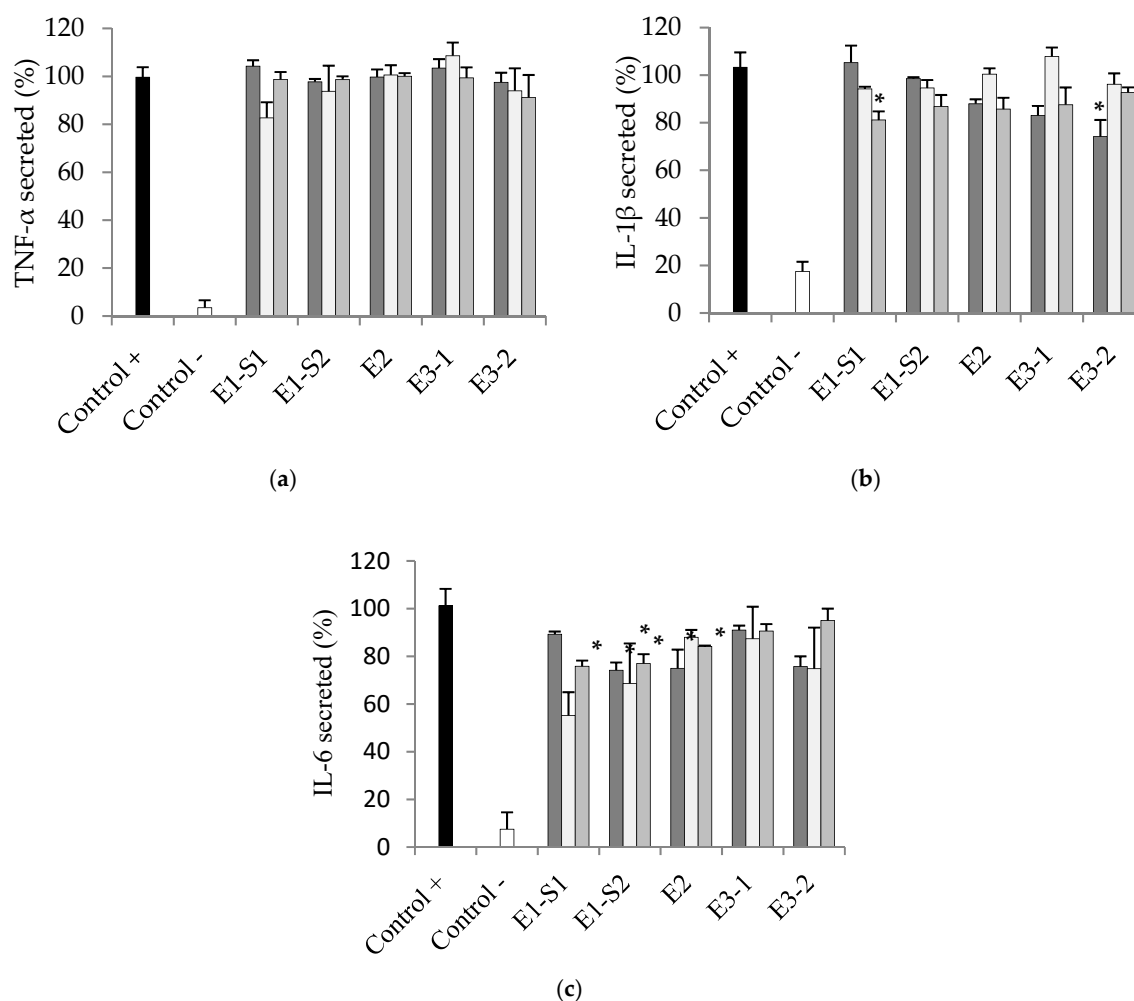 120
100
80
60
40
20
0
TNF-α secreted (%)
Control +
Control -
E1-S1
E1-S2
E2
E3-1
E3-2
(a)
120
100
80
60
40
20
0
IL-1β secreted (%)
*
*
Control +
Control -
E1-S1
E1-S2
E2
E3-1
E3-2
(b)
120
100
80
60
40
20
0
IL-6 secreted (%)
* * * * * *
Control +
Control -
E1-S1
E1-S2
E2
E3-1
E3-2
(c)